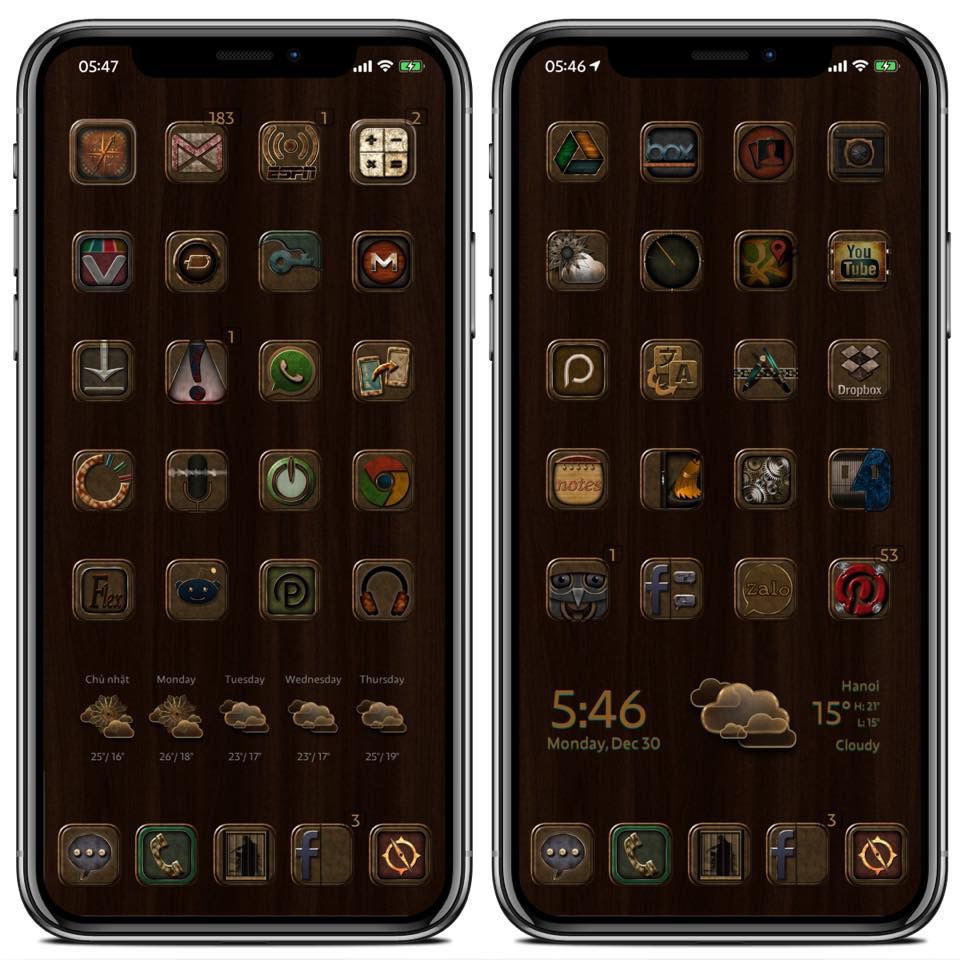 05:47
183
1
2
ESPN
1
Flex
Chủ nhật Monday Tuesday Wednesday Thursday
25°/ 16° 26°/ 18° 23°/ 17° 23°/ 17° 25°/ 19°
3
05:46
box
You
Tube
Dropbox
notes
1
53
zalo
5:46
Monday, Dec 30
Hanoi
15° H: 21°
L: 15°
Cloudy
3